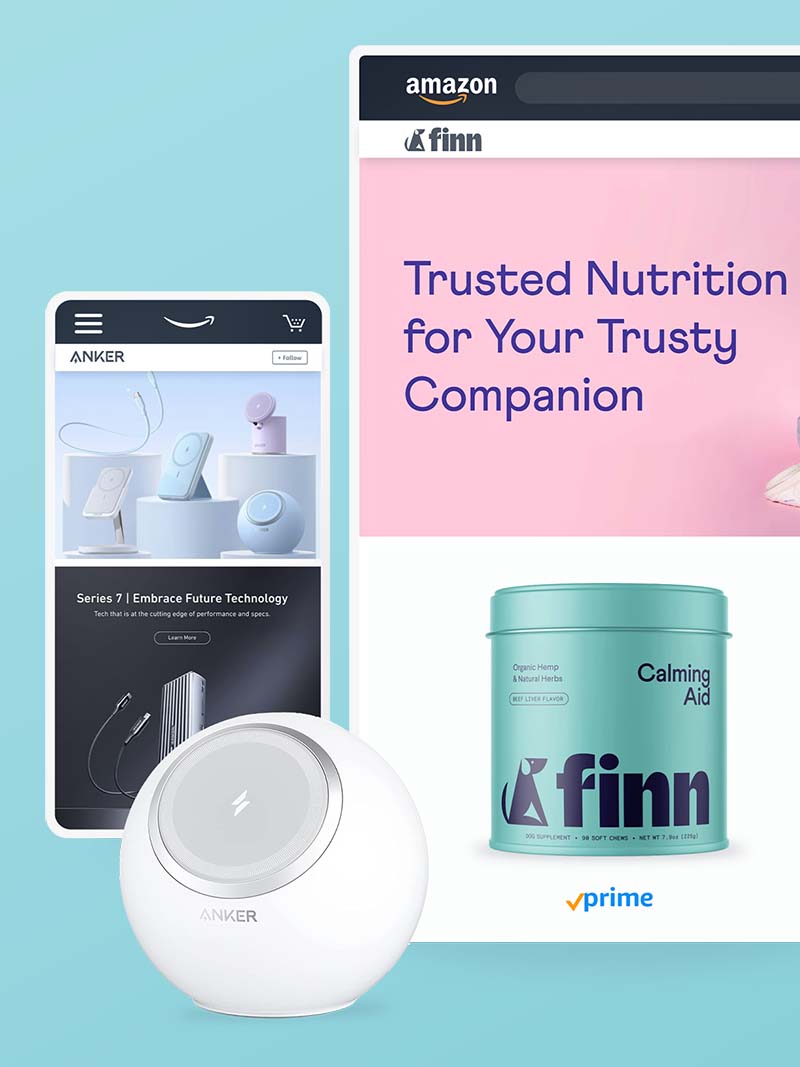 amazon
finn
Trusted Nutrition
for Your Trusty
Companion
ANKER
+ Follow
Series 7 | Embrace Future Technology
Tech that is at the cutting edge of performance and specs.
Learn More
ANKER
Organic Hemp
& Natural Herbs
BEEF LIVER FLAVOR
Calming
Aid
finn
DOG SUPPLEMENT • 90 SOFT CHEWS • NET WT 7.9oz (225g)
prime